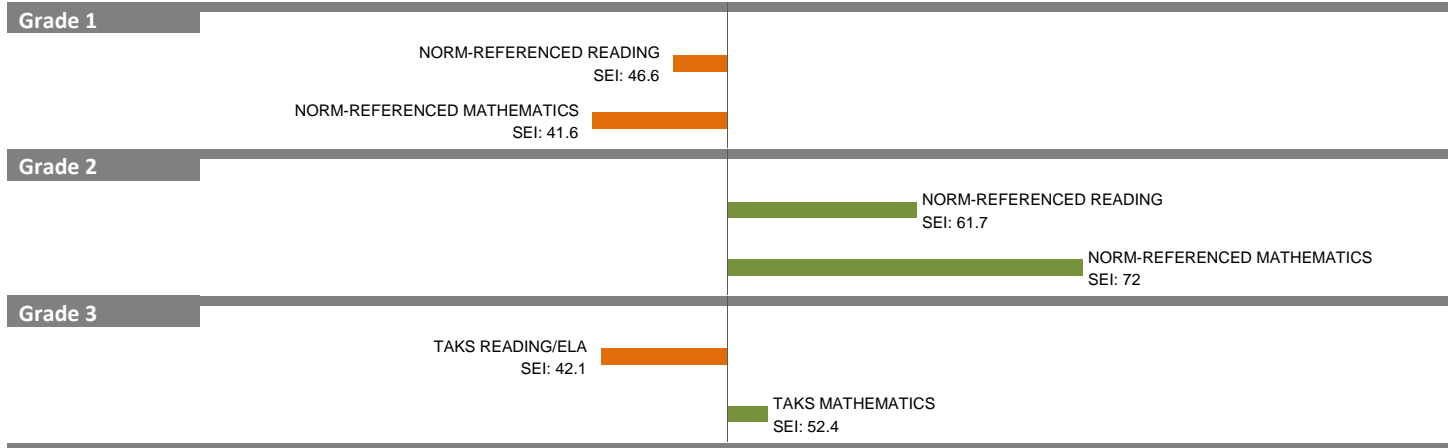 Grade 1
NORM-REFERENCED READING
SEI: 46.6
NORM-REFERENCED MATHEMATICS
SEI: 41.6
Grade 2
NORM-REFERENCED READING
SEI: 61.7
NORM-REFERENCED MATHEMATICS
SEI: 72
Grade 3
TAKS READING/ELA
SEI: 42.1
TAKS MATHEMATICS
SEI: 52.4